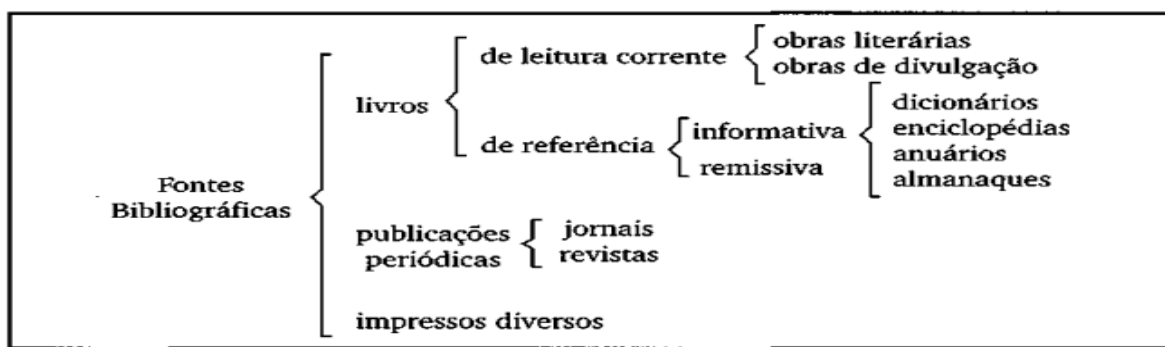 Fontes
Bibliográficas
livros
de leitura corrente
obras literárias
obras de divulgação
de referência
informativa
remissiva
dicionários
enciclopédias
anuários
almanaques
publicações
periódicas
jornais
revistas
impressos diversos